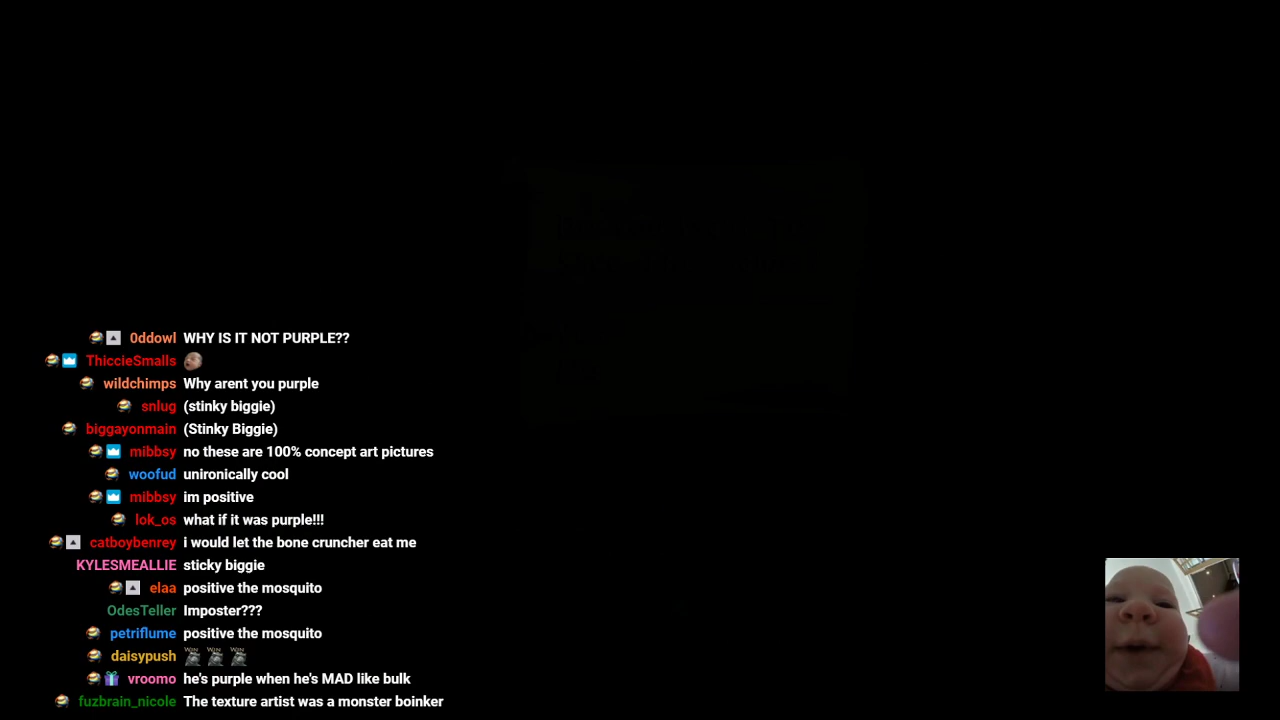 0ddowl WHY IS IT NOT PURPLE??
ThiccieSmalls
wildchimps Why arent you purple
snlug (stinky biggie)
biggayonmain (Stinky Biggie)
mibbsy no these are 100% concept art pictures
woofud unironically cool
mibbsy im positive
lok_os what if it was purple!!!
catboybenrey i would let the bone cruncher eat me
KYLESMEALLIE sticky biggie
elaa positive the mosquito
OdesTeller Imposter???
petriflume positive the mosquito
daisypush WIN WIN WIN
vroomo he's purple when he's MAD like bulk
fuzbrain_nicole The texture artist was a monster boinker